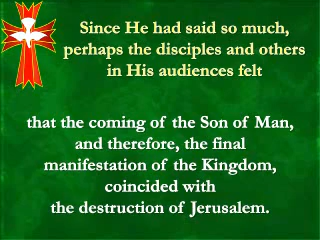 Since He had said so much,
perhaps the disciples and others
in His audiences felt
that the coming of the Son of Man,
and therefore, the final
manifestation of the Kingdom,
coincided with
the destruction of Jerusalem.